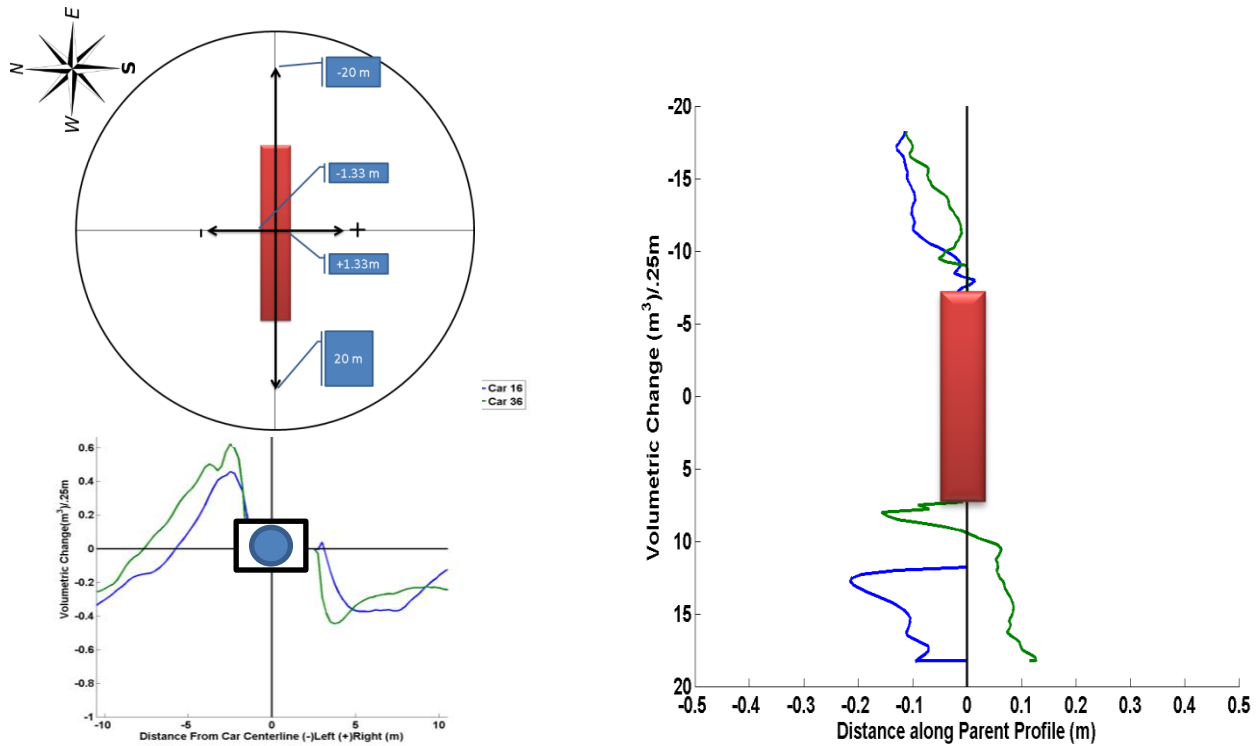 E
N
S
W
-20 m
-1.33 m
-
+
+1.33m
20 m
Car 16
Car 36
Volumetric Change(m³)/.25m
0.6
0.4
0.2
0
-0.2
-0.4
-0.6
-0.8
-1
-10
-5
0
5
10
Distance From Car Centerline (-)Left (+)Right (m)
Volumetric Change (m³)/.25m
-20
-15
-10
-5
0
5
10
15
20
-0.5
-0.4
-0.3
-0.2
-0.1
0
0.1
0.2
0.3
0.4
0.5
Distance along Parent Profile (m)